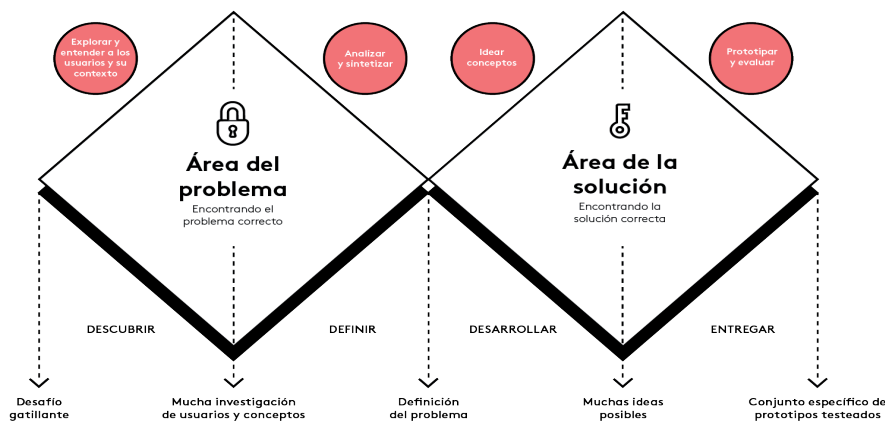 Explorar y
entender a los
usuarios y su
contexto
Analizar
y sintetizar
Idear
conceptos
Prototipar
y evaluar
Área del
problema
Encontrando el
problema correcto
Área de la
solución
Encontrando la
solución correcta
DESCUBRIR
DEFINIR
DESARROLLAR
ENTREGAR
Desafío
gatillante
Mucha investigación
de usuarios y conceptos
Definición
del problema
Muchas ideas
posibles
Conjunto específico de
prototipos testeados